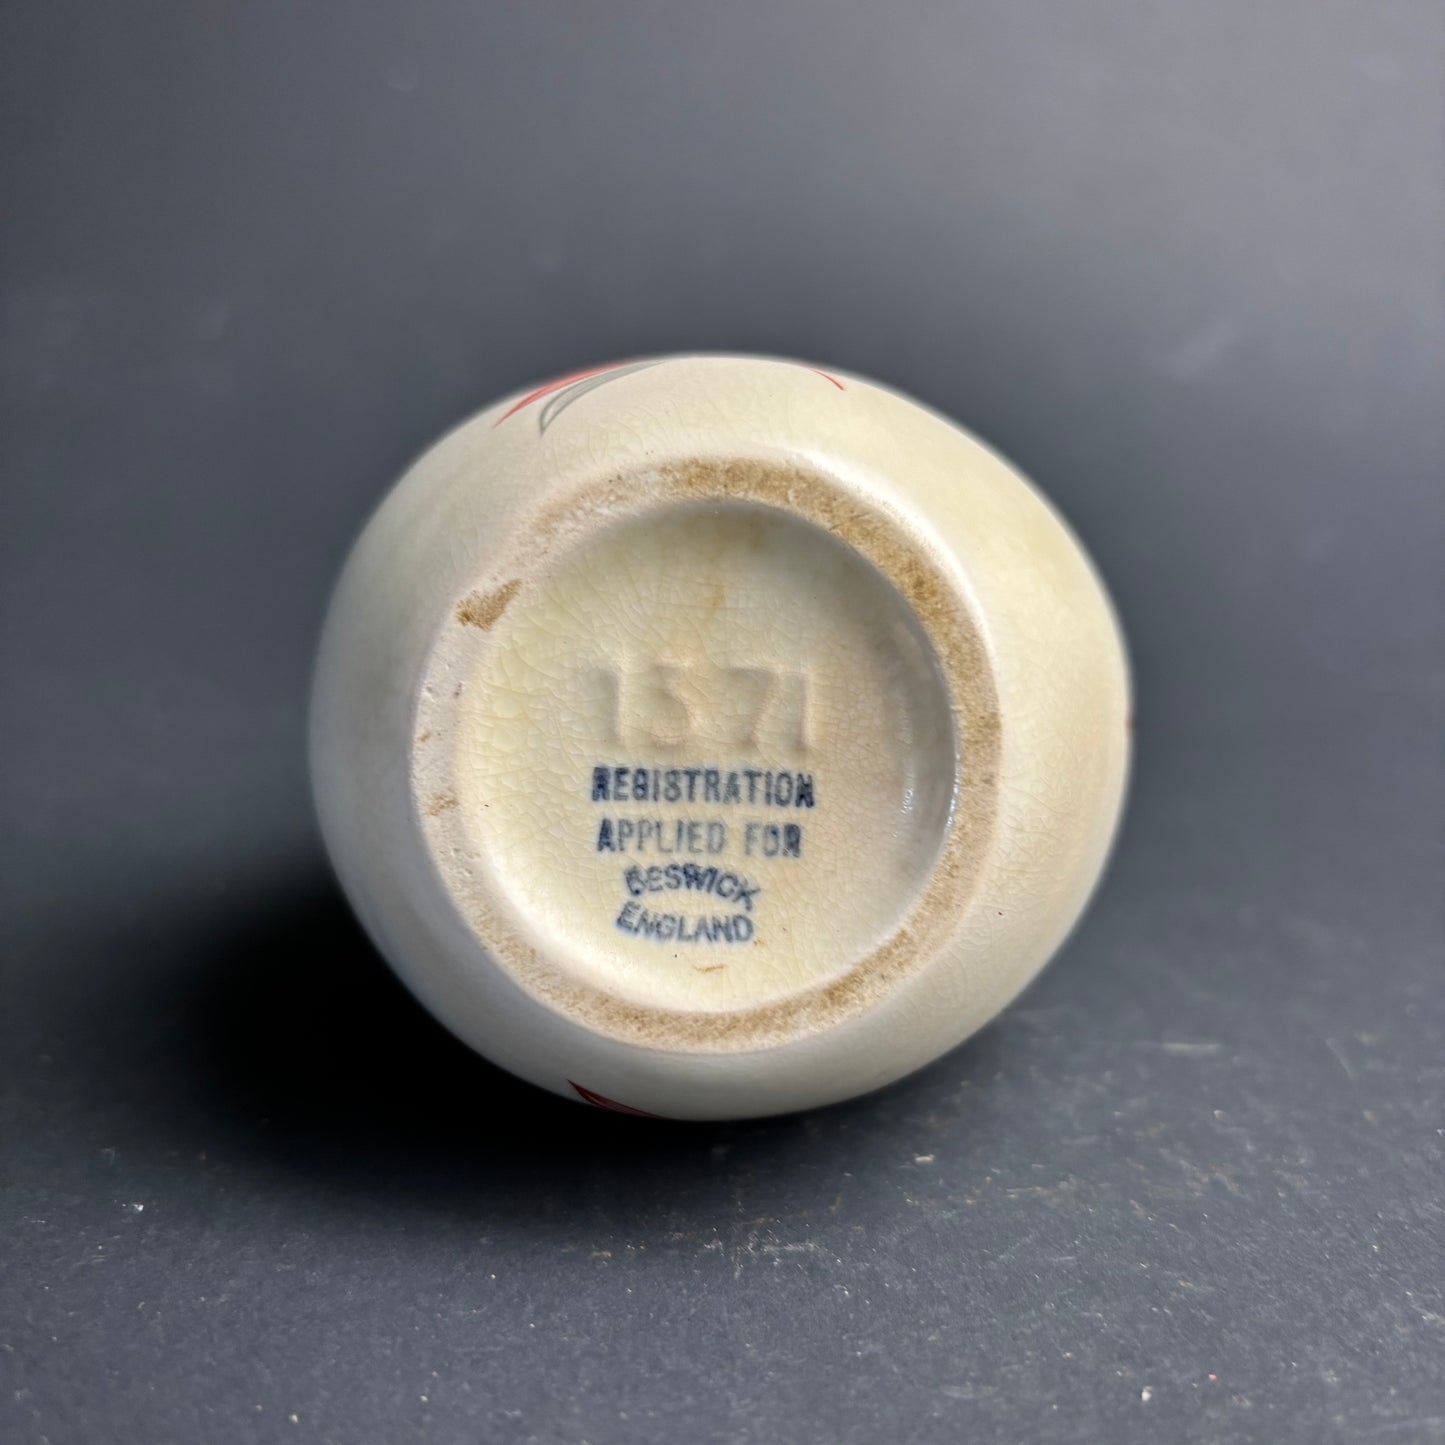 1371
REGISTRATION
APPLIED FOR
BESWICK
ENGLAND